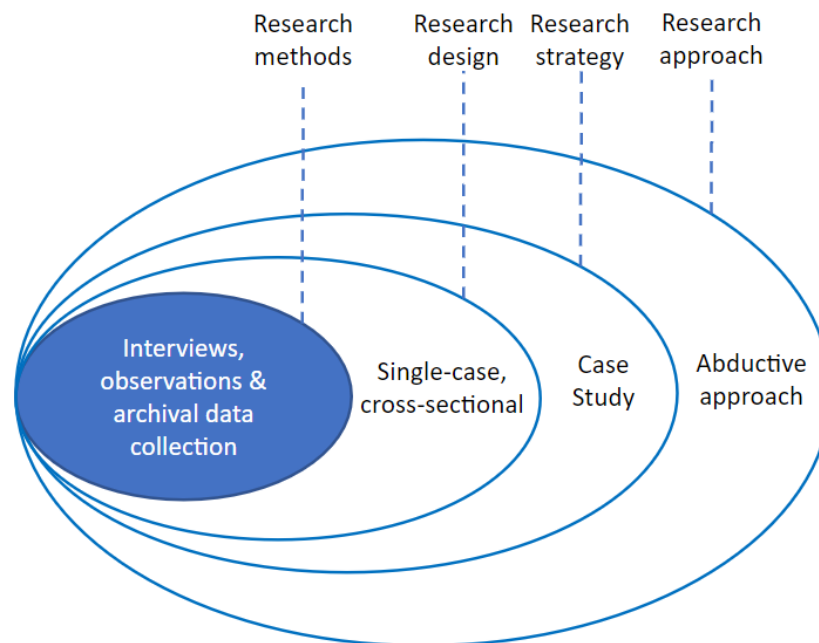 Research
methods
Research
design
Research
strategy
Research
approach
Interviews,
observations &
archival data
collection
Single-case,
cross-sectional
Case
Study
Abductive
approach